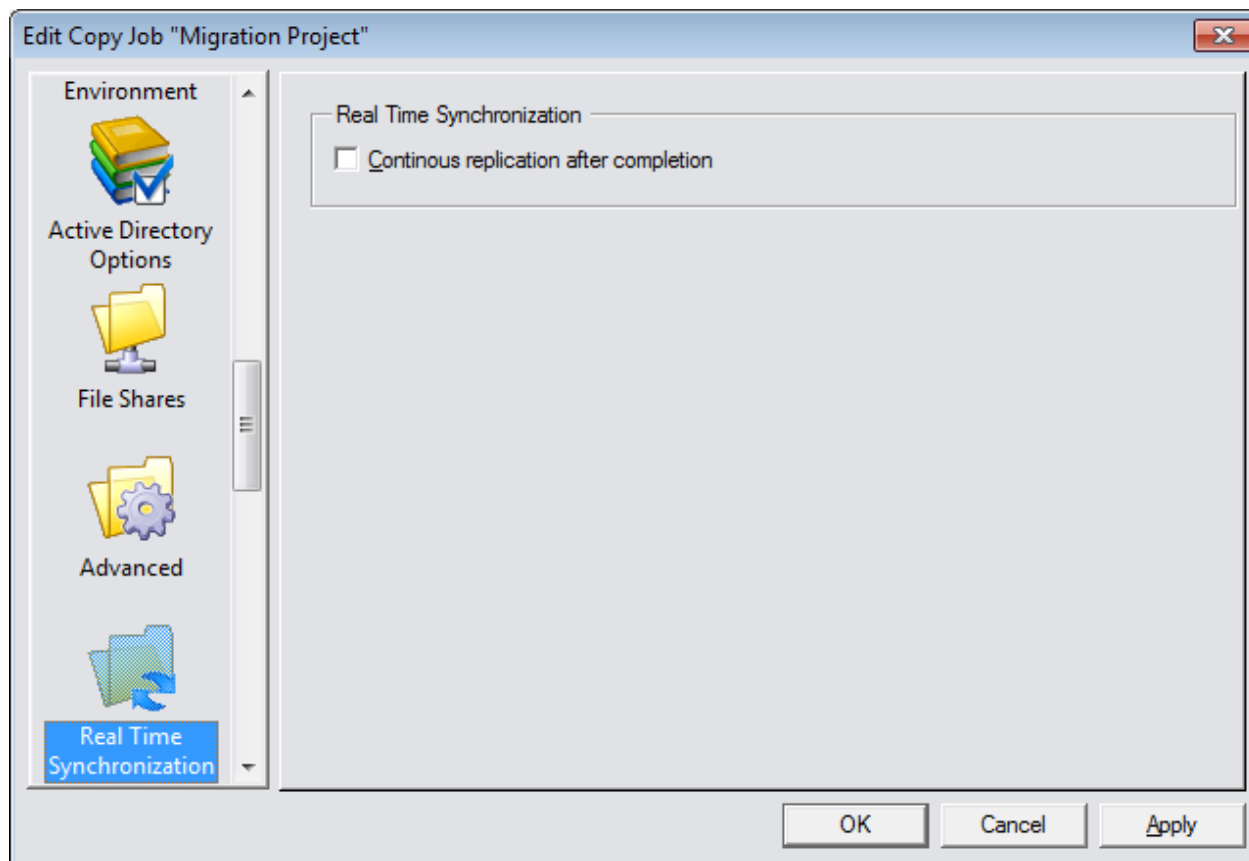 Edit Copy Job "Migration Project"
Environment
Active Directory
Options
File Shares
Advanced
Real Time
Synchronization
Real Time Synchronization
Continous replication after completion
OK
Cancel
Apply